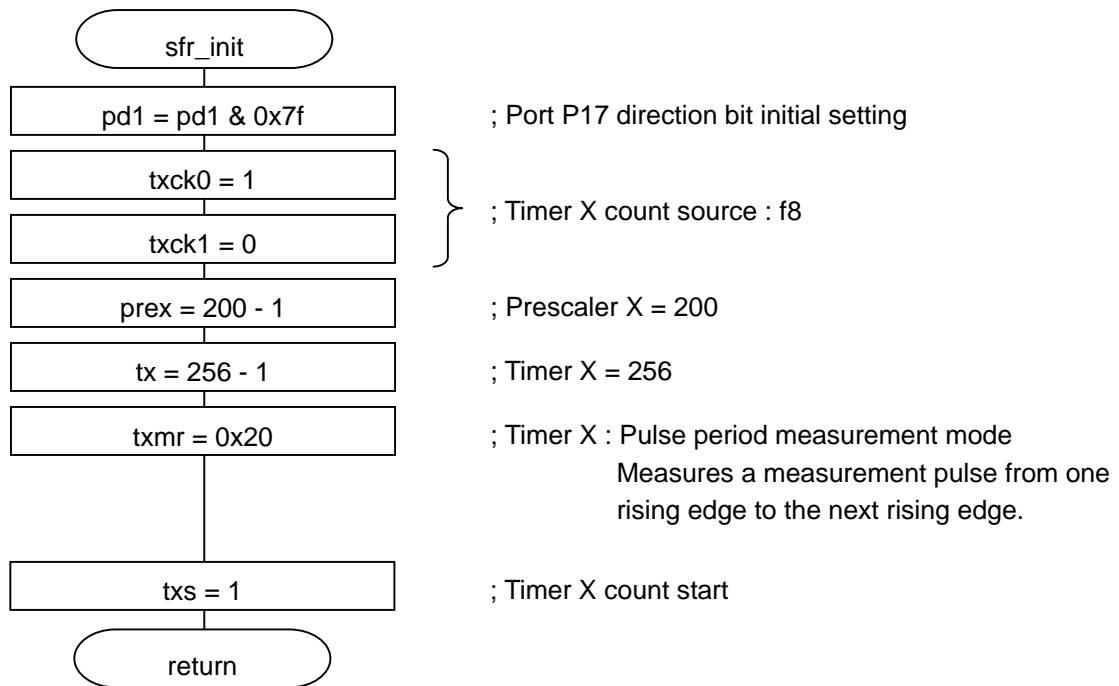 sfr_init
pd1 = pd1 & 0x7f
; Port P17 direction bit initial setting
txck0 = 1
; Timer X count source : f8
txck1 = 0
prex = 200 - 1
; Prescaler X = 200
tx = 256 - 1
; Timer X = 256
txmr = 0x20
; Timer X : Pulse period measurement mode
Measures a measurement pulse from one
rising edge to the next rising edge.
txs = 1
; Timer X count start
return